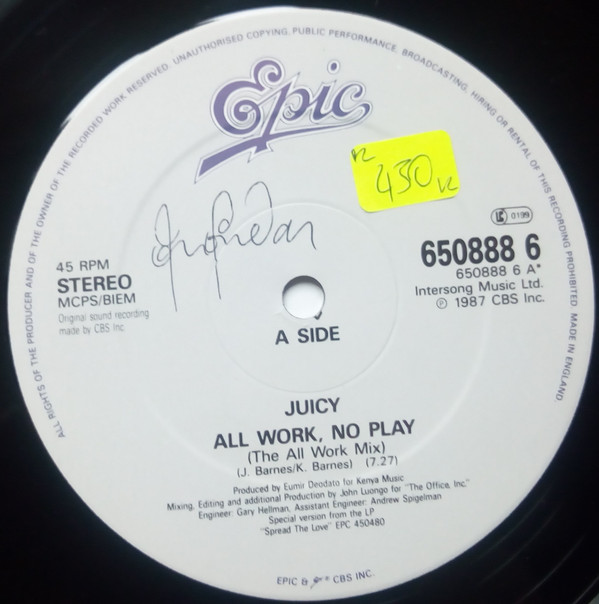 ALL RIGHTS OF THE PRODUCER AND OF THE OWNER OF THE RECORDED WORK RESERVED. UNAUTHORISED COPYING, PUBLIC PERFORMANCE, BROADCASTING, HIRING OR RENTAL OF THIS RECORDING PROHIBITED. MADE IN ENGLAND.
Epic
430
LC 0199
45 RPM
STEREO
MCPS/BIEM
Original sound recording
made by CBS Inc.
650888 6
650888 6 A*
Intersong Music Ltd.
℗ 1987 CBS Inc.
A SIDE
JUICY
ALL WORK, NO PLAY
(The All Work Mix)
(J. Barnes/K. Barnes) (7.27)
Produced by Eumir Deodato for Kenya Music
Mixing, Editing and additional Production by John Luongo for "The Office, Inc."
Engineer: Gary Hellman, Assistant Engineer: Andrew Spigelman
Special version from the LP
"Spread The Love" EPC 450480
EPIC & CBS INC.